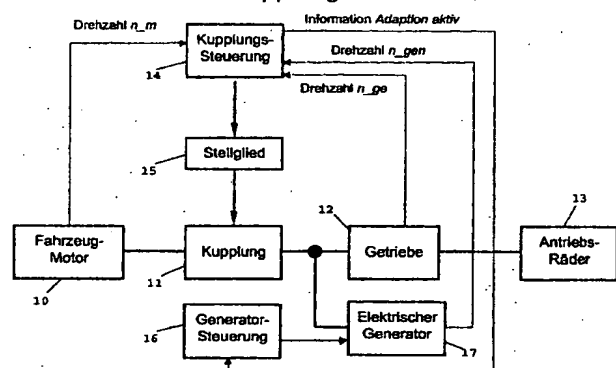 Information Adaption aktiv
Drehzahl n_m
Kupplungs-
Steuerung
14
Drehzahl n_gen
Drehzahl n_ge
15
Stellglied
12
13
Fahrzeug-
Motor
10
Kupplung
11
Getriebe
Antriebs-
Räder
16
Generator-
Steuerung
Elektrischer
Generator
17